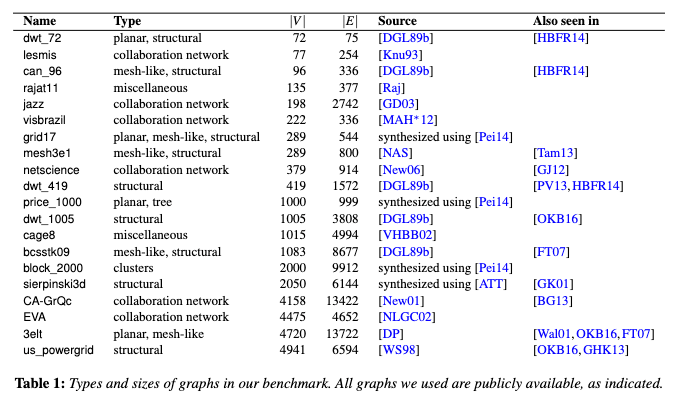 Name Type |V| |E| Source Also seen in
dwt_72 planar, structural 72 75 [DGL89b] [HBFR14]
lesmis collaboration network 77 254 [Knu93]
can_96 mesh-like, structural 96 336 [DGL89b] [HBFR14]
rajat11 miscellaneous 135 377 [Raj]
jazz collaboration network 198 2742 [GD03]
visbrazil collaboration network 222 336 [MAH*12]
grid17 planar, mesh-like, structural 289 544 synthesized using [Pei14]
mesh3e1 mesh-like, structural 289 800 [NAS] [Tam13]
netscience collaboration network 379 914 [New06] [GJ12]
dwt_419 structural 419 1572 [DGL89b] [PV13, HBFR14]
price_1000 planar, tree 1000 999 synthesized using [Pei14]
dwt_1005 structural 1005 3808 [DGL89b] [OKB16]
cage8 miscellaneous 1015 4994 [VHBB02]
bcsstk09 mesh-like, structural 1083 8677 [DGL89b] [FT07]
block_2000 clusters 2000 9912 synthesized using [Pei14]
sierpinski3d structural 2050 6144 synthesized using [ATT] [GK01]
CA-GrQc collaboration network 4158 13422 [New01] [BG13]
EVA collaboration network 4475 4652 [NLGC02]
3elt planar, mesh-like 4720 13722 [DP] [Wal01, OKB16, FT07]
us_powergrid structural 4941 6594 [WS98] [OKB16, GHK13]
Table 1: Types and sizes of graphs in our benchmark. All graphs we used are publicly available, as indicated.